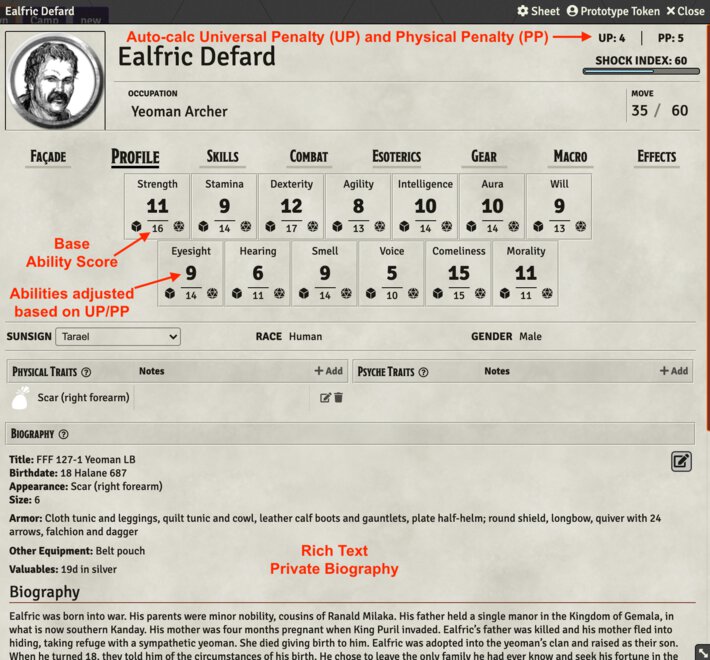 Ealfric Defard Sheet Prototype Token Close
Camp new
Auto-calc Universal Penalty (UP) and Physical Penalty (PP) UP: 4 | PP: 5
Ealfric Defard
SHOCK INDEX: 60
OCCUPATION MOVE
Yeoman Archer 35 / 60
FAÇADE PROFILE SKILLS COMBAT ESOTERICS GEAR MACRO EFFECTS
Strength Stamina Dexterity Agility Intelligence Aura Will
11 9 12 8 10 10 9
16 14 17 13 14 14 13
Base
Ability Score
Eyesight Hearing Smell Voice Comeliness Morality
9 6 9 5 15 11
14 11 14 10 15 11
Abilities adjusted
based on UP/PP
SUNSIGN Tarael RACE Human GENDER Male
PHYSICAL TRAITS ? Notes + Add PSYCHE TRAITS ? Notes + Add
Scar (right forearm)
BIOGRAPHY ?
Title: FFF 127-1 Yeoman LB
Birthdate: 18 Halane 687
Appearance: Scar (right forearm)
Size: 6
Armor: Cloth tunic and leggings, quilt tunic and cowl, leather calf boots and gauntlets, plate half-helm; round shield, longbow, quiver with 24
arrows, falchion and dagger
Other Equipment: Belt pouch
Valuables: 19d in silver
Rich Text
Private Biography
Biography
Ealfric was born into war. His parents were minor nobility, cousins of Ranald Milaka. His father held a single manor in the Kingdom of Gemala, in
what is now southern Kanday. His mother was four months pregnant when King Puril invaded. Ealfric's father was killed and his mother fled into
hiding, taking refuge with a sympathetic yeoman. She died giving birth to him. Ealfric was adopted into the yeoman's clan and raised as their son.
When he turned 18, they told him of the circumstances of his birth. He chose to leave the only family he had ever know and seek his fortune in the